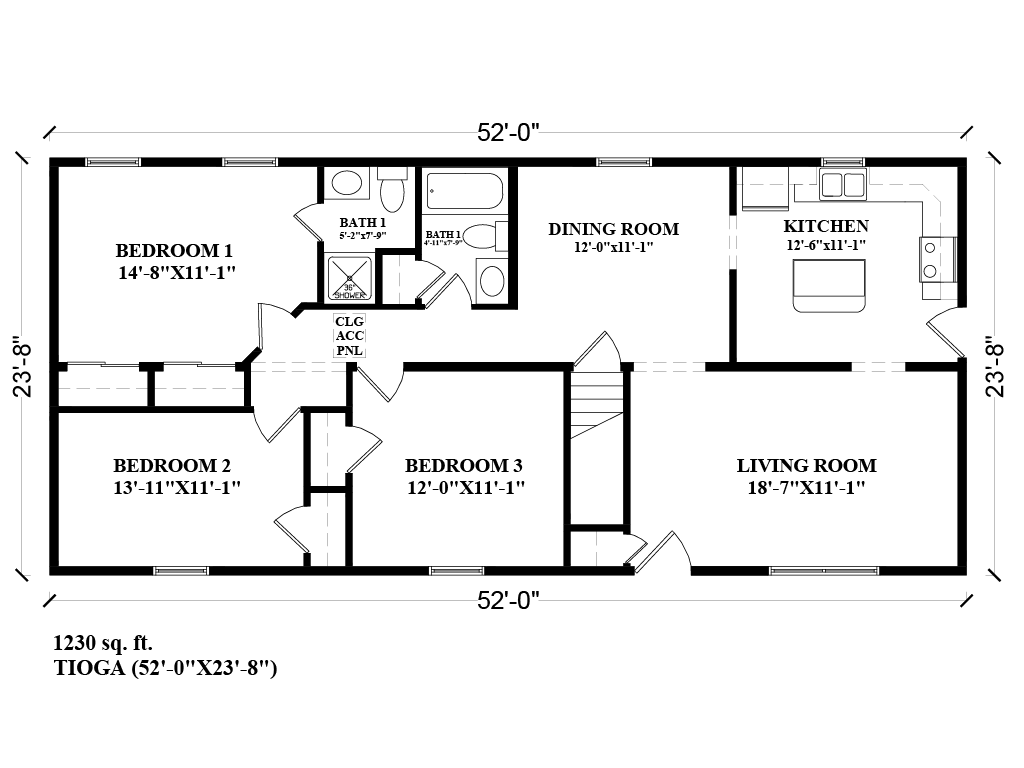 52'-0"
23'-8"
23'-8"
BEDROOM 1
14'-8"X11'-1"
BATH 1
5'-2"x7'-9"
36"
SHOWER
BATH 1
4'-11"x7'-9"
DINING ROOM
12'-0"x11'-1"
KITCHEN
12'-6"x11'-1"
CLG
ACC
PNL
BEDROOM 2
13'-11"X11'-1"
BEDROOM 3
12'-0"X11'-1"
LIVING ROOM
18'-7"X11'-1"
52'-0"
1230 sq. ft.
TIOGA (52'-0"X23'-8")